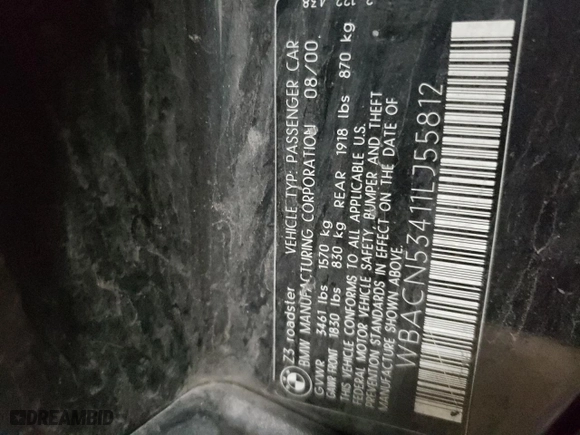 Z3 roadster VEHICLE TYP: PASSENGER CAR
BMW MANUFACTURING CORPORATION 08/00.
GVWR 3461 lbs 1570 kg
GAWR FRONT 1830 lbs 830 kg REAR 1918 lbs 870 kg
THIS VEHICLE CONFORMS TO ALL APPLICABLE U.S.
FEDERAL MOTOR VEHICLE SAFETY, BUMPER AND THEFT
PREVENTION STANDARDS IN EFFECT ON THE DATE OF
MANUFACTURE SHOWN ABOVE.
WBACN53411LJ55812
DREAMBID